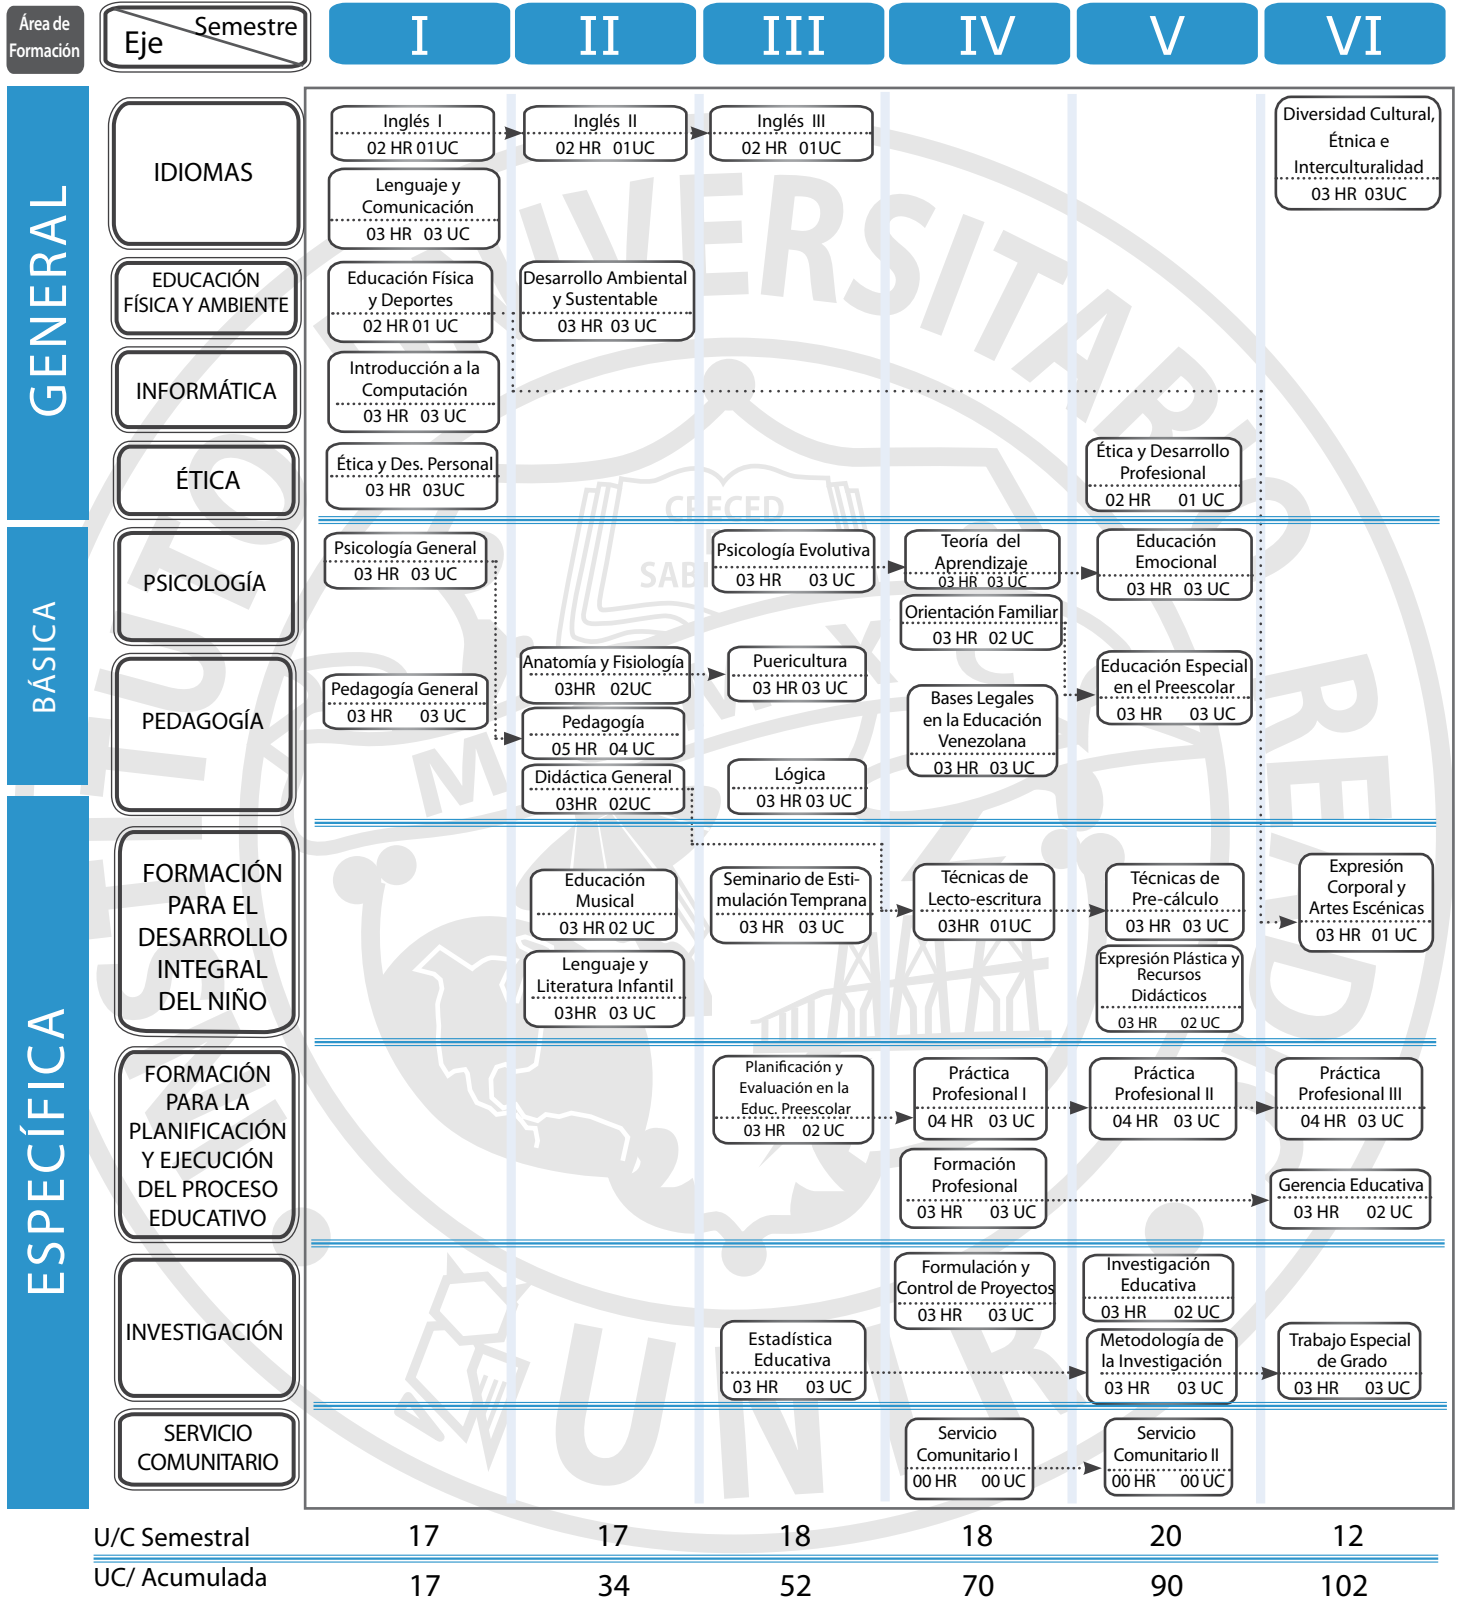 Área de
Formación
Semestre
Eje
I
II
III
IV
V
VI
GENERAL
IDIOMAS
Inglés I
02 HR 01UC
Inglés II
02 HR 01UC
Inglés III
02 HR 01UC
Diversidad Cultural,
Étnica e
Interculturalidad
03 HR 03UC
Lenguaje y
Comunicación
03 HR 03 UC
EDUCACIÓN
FÍSICA Y AMBIENTE
Educación Física
y Deportes
02 HR 01 UC
Desarrollo Ambiental
y Sustentable
03 HR 03 UC
INFORMÁTICA
Introducción a la
Computación
03 HR 03 UC
ÉTICA
Ética y Des. Personal
03 HR 03UC
Ética y Desarrollo
Profesional
02 HR 01 UC
BÁSICA
PSICOLOGÍA
Psicología General
03 HR 03 UC
Psicología Evolutiva
03 HR 03 UC
Teoría del
Aprendizaje
03 HR 03 UC
Educación
Emocional
03 HR 03 UC
Orientación Familiar
03 HR 02 UC
PEDAGOGÍA
Pedagogía General
03 HR 03 UC
Anatomía y Fisiología
03HR 02UC
Puericultura
03 HR 03 UC
Bases Legales
en la Educación
Venezolana
03 HR 03 UC
Educación Especial
en el Preescolar
03 HR 03 UC
Pedagogía
05 HR 04 UC
Didáctica General
03HR 02UC
Lógica
03 HR 03 UC
ESPECÍFICA
FORMACIÓN
PARA EL
DESARROLLO
INTEGRAL
DEL NIÑO
Educación
Musical
03 HR 02 UC
Seminario de Esti-
mulación Temprana
03 HR 03 UC
Técnicas de
Lecto-escritura
03HR 01UC
Técnicas de
Pre-cálculo
03 HR 03 UC
Expresión
Corporal y
Artes Escénicas
03 HR 01 UC
Lenguaje y
Literatura Infantil
03HR 03 UC
Expresión Plástica y
Recursos
Didácticos
03 HR 02 UC
FORMACIÓN
PARA LA
PLANIFICACIÓN
Y EJECUCIÓN
DEL PROCESO
EDUCATIVO
Planificación y
Evaluación en la
Educ. Preescolar
03 HR 02 UC
Práctica
Profesional I
04 HR 03 UC
Práctica
Profesional II
04 HR 03 UC
Práctica
Profesional III
04 HR 03 UC
Formación
Profesional
03 HR 03 UC
Gerencia Educativa
03 HR 02 UC
INVESTIGACIÓN
Formulación y
Control de Proyectos
03 HR 03 UC
Investigación
Educativa
03 HR 02 UC
Estadística
Educativa
03 HR 03 UC
Metodología de
la Investigación
03 HR 03 UC
Trabajo Especial
de Grado
03 HR 03 UC
SERVICIO
COMUNITARIO
Servicio
Comunitario I
00 HR 00 UC
Servicio
Comunitario II
00 HR 00 UC
U/C Semestral
17
17
18
18
20
12
UC/ Acumulada
17
34
52
70
90
102
CRECED
UNIR